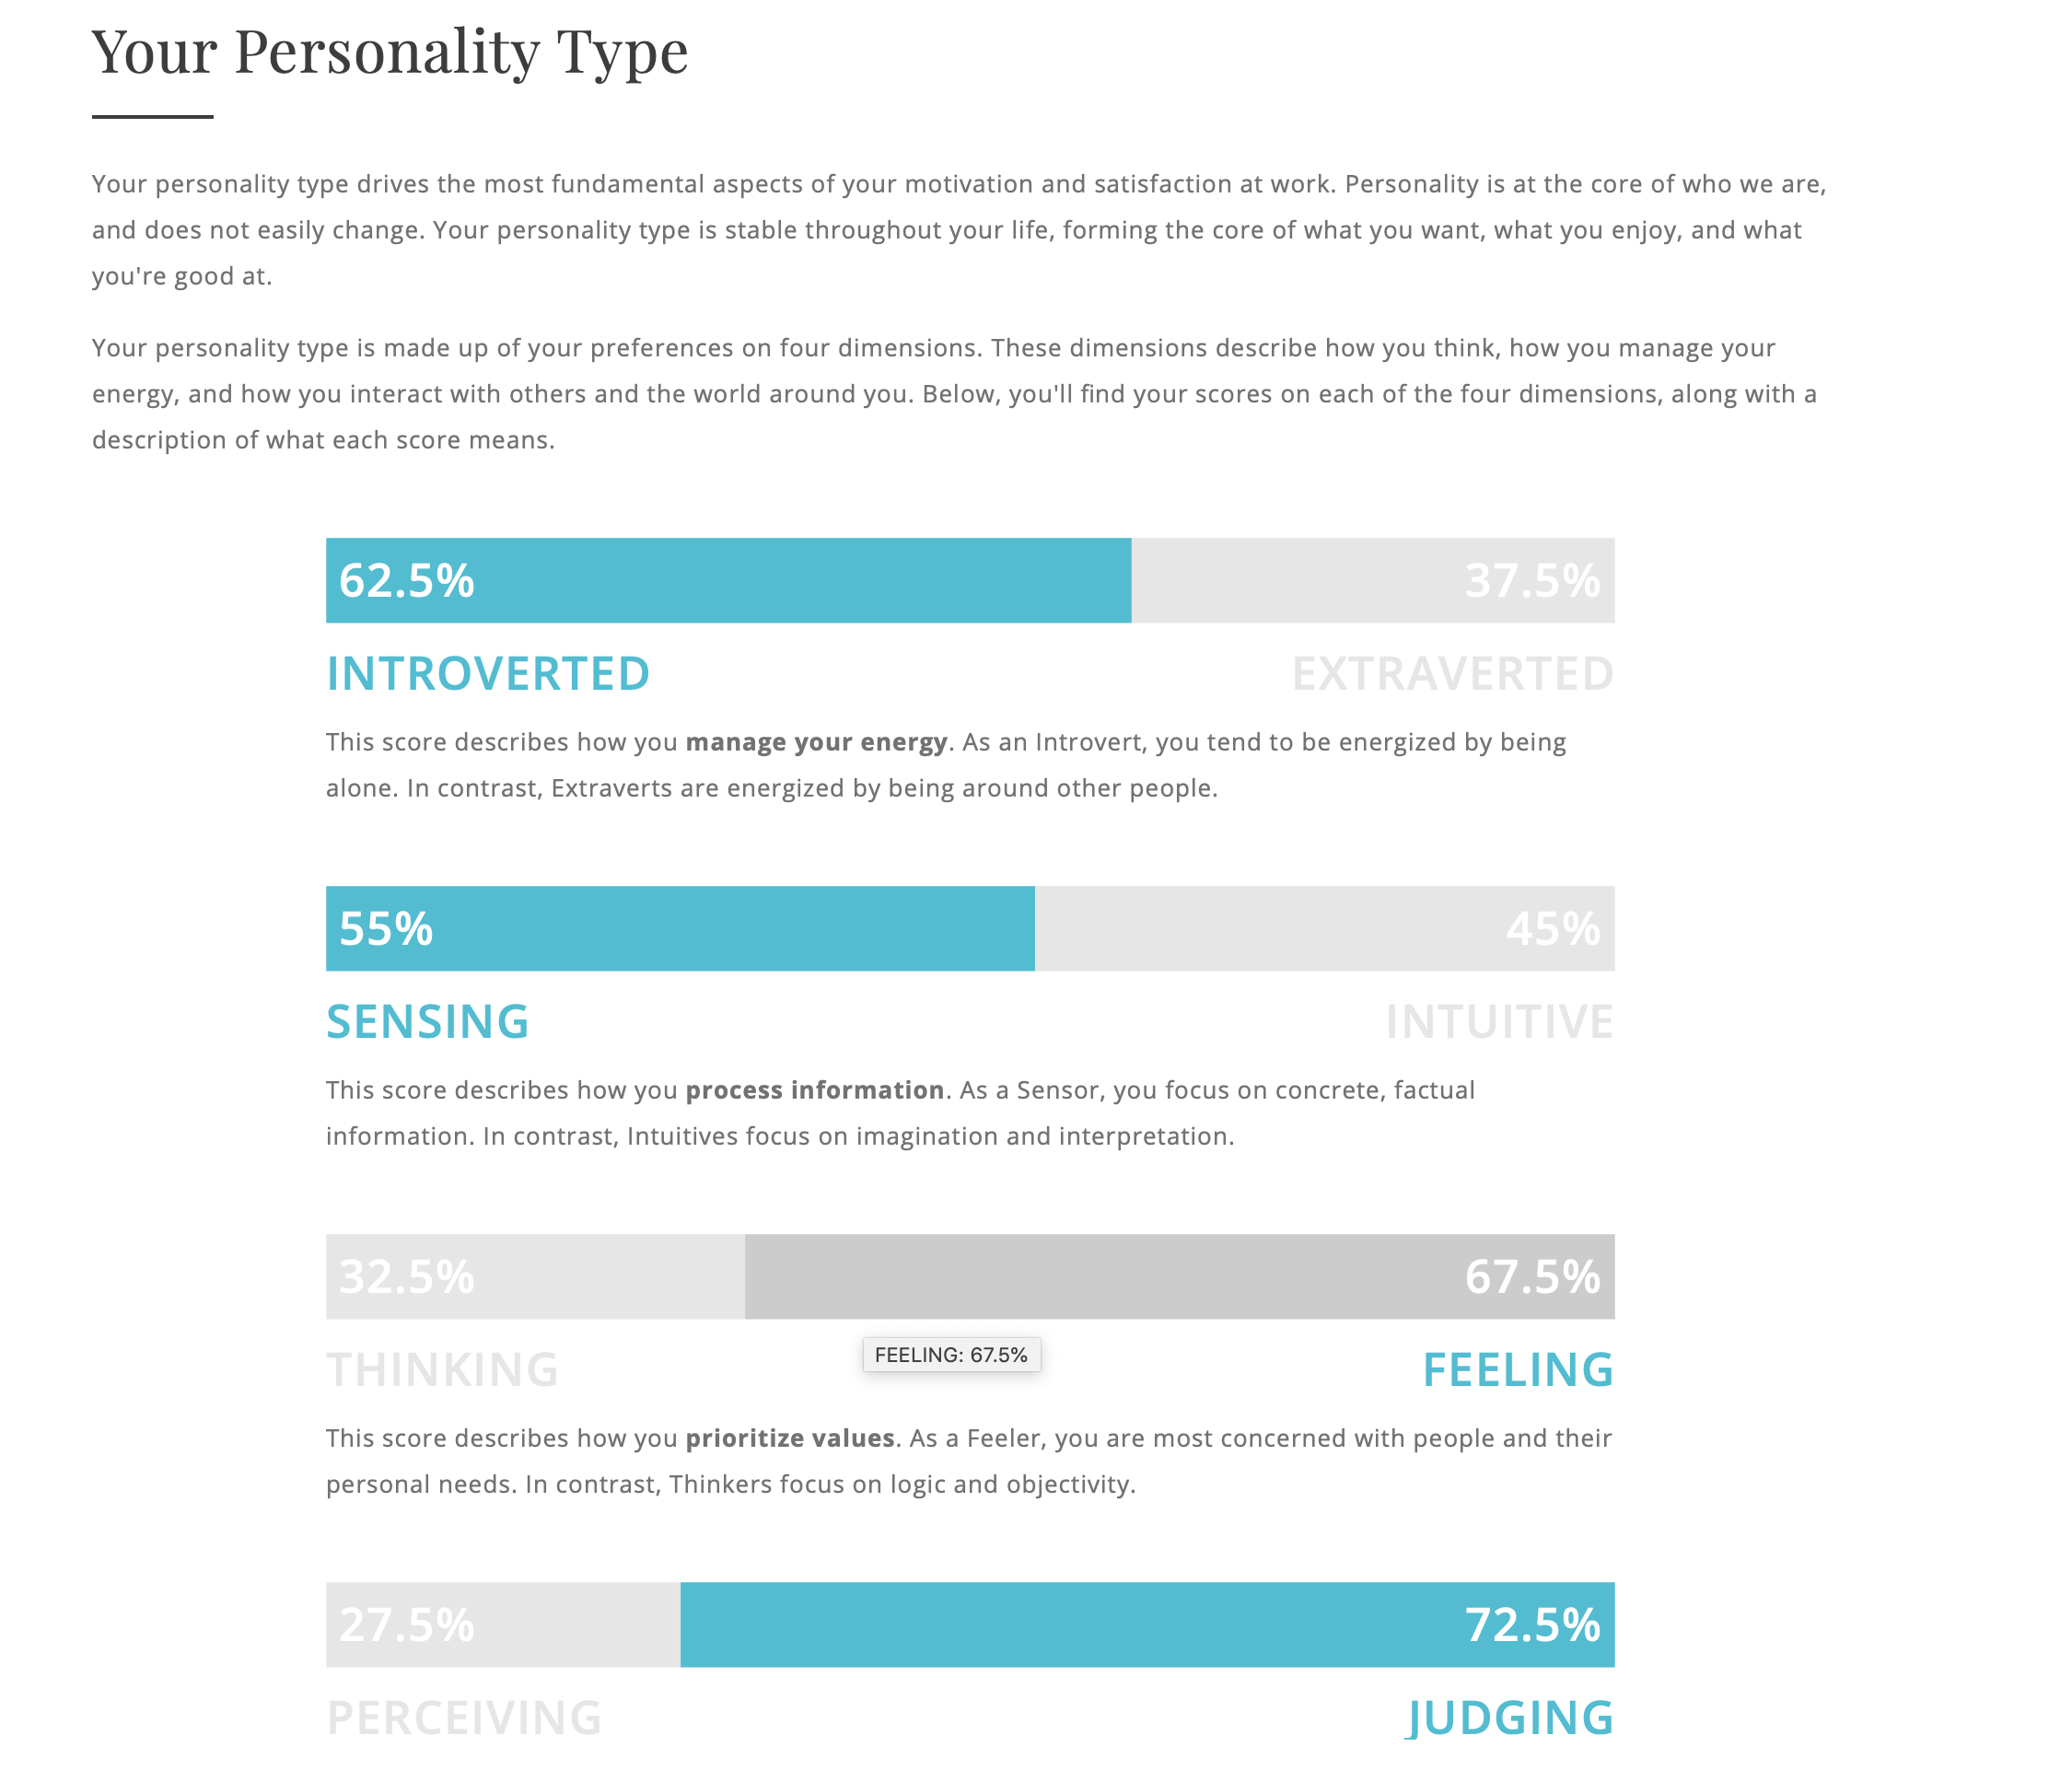 Your Personality Type
Your personality type drives the most fundamental aspects of your motivation and satisfaction at work. Personality is at the core of who we are,
and does not easily change. Your personality type is stable throughout your life, forming the core of what you want, what you enjoy, and what
you're good at.
Your personality type is made up of your preferences on four dimensions. These dimensions describe how you think, how you manage your
energy, and how you interact with others and the world around you. Below, you'll find your scores on each of the four dimensions, along with a
description of what each score means.
62.5% 37.5%
INTROVERTED EXTRAVERTED
This score describes how you manage your energy. As an Introvert, you tend to be energized by being
alone. In contrast, Extraverts are energized by being around other people.
55% 45%
SENSING INTUITIVE
This score describes how you process information. As a Sensor, you focus on concrete, factual
information. In contrast, Intuitives focus on imagination and interpretation.
32.5% 67.5%
FEELING: 67.5%
THINKING FEELING
This score describes how you prioritize values. As a Feeler, you are most concerned with people and their
personal needs. In contrast, Thinkers focus on logic and objectivity.
27.5% 72.5%
PERCEIVING JUDGING